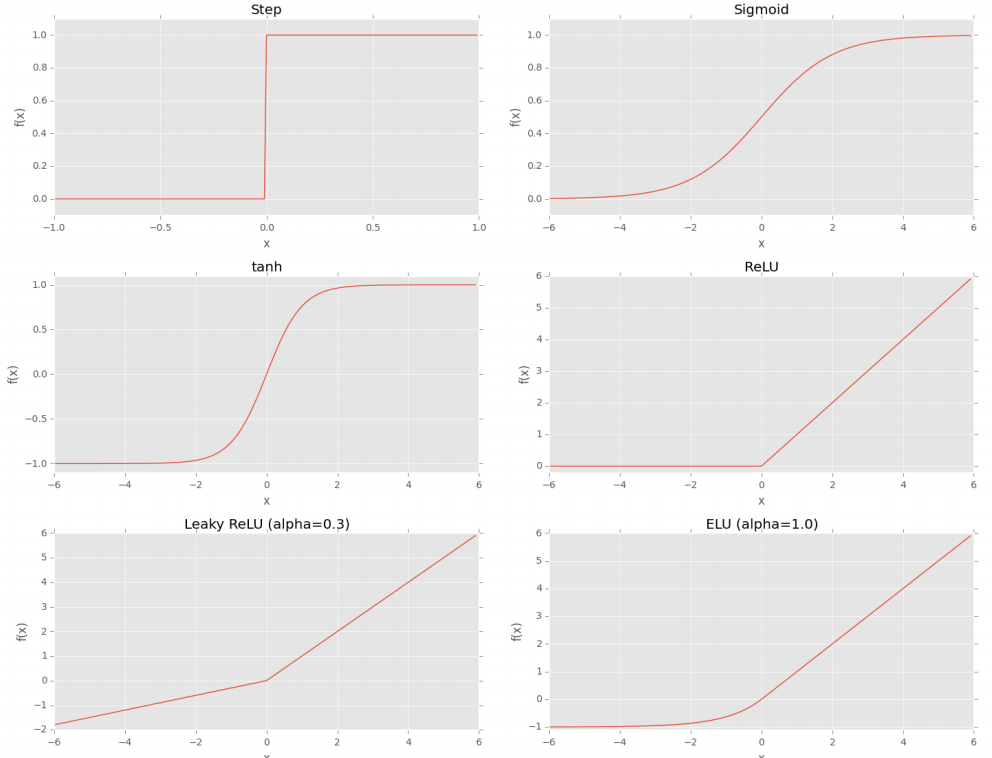 Step
f(x)
1.0
0.8
0.6
0.4
0.2
0.0
−1.0 −0.5 0.0 0.5 1.0
x
Sigmoid
f(x)
1.0
0.8
0.6
0.4
0.2
0.0
−6 −4 −2 0 2 4 6
x
tanh
f(x)
1.0
0.5
0.0
−0.5
−1.0
−6 −4 −2 0 2 4 6
x
ReLU
f(x)
6
5
4
3
2
1
0
−6 −4 −2 0 2 4 6
x
Leaky ReLU (alpha=0.3)
f(x)
6
5
4
3
2
1
0
−1
−2
−6 −4 −2 0 2 4 6
x
ELU (alpha=1.0)
f(x)
6
5
4
3
2
1
0
−1
−6 −4 −2 0 2 4 6
x